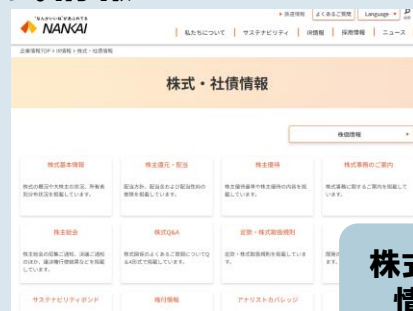 "なんかいいね"があふれてる
NANKAI
鉄道情報
よくあるご質問
Language
私たちについて
サステナビリティ
IR情報
採用情報
ニュース
企業情報TOP > IR情報 > 株式・社債情報
株式・社債情報
株価情報
株式基本情報
株主還元・配当
株主優待
株式事務のご案内
株式の概況や大株主の状況、所有者
別分布状況を掲載しています。
配当方針、配当金および配当性向の
推移を掲載しています。
株主優待基準や株主優待の内容を掲
載しています。
株式事務に関するご案内を掲載して
います。
株主総会
株式Q&A
定款・株式取扱規則
株主総会の招集ご通知、決議ご通知
のほか、議決権行使結果などを掲載
しています。
株式関係のよくあるご質問についてQ
&A形式で掲載しています。
定款・株式取扱規則を掲載していま
す。
株式
情
サステナビリティボンド
格付情報
アナリストカバレッジ